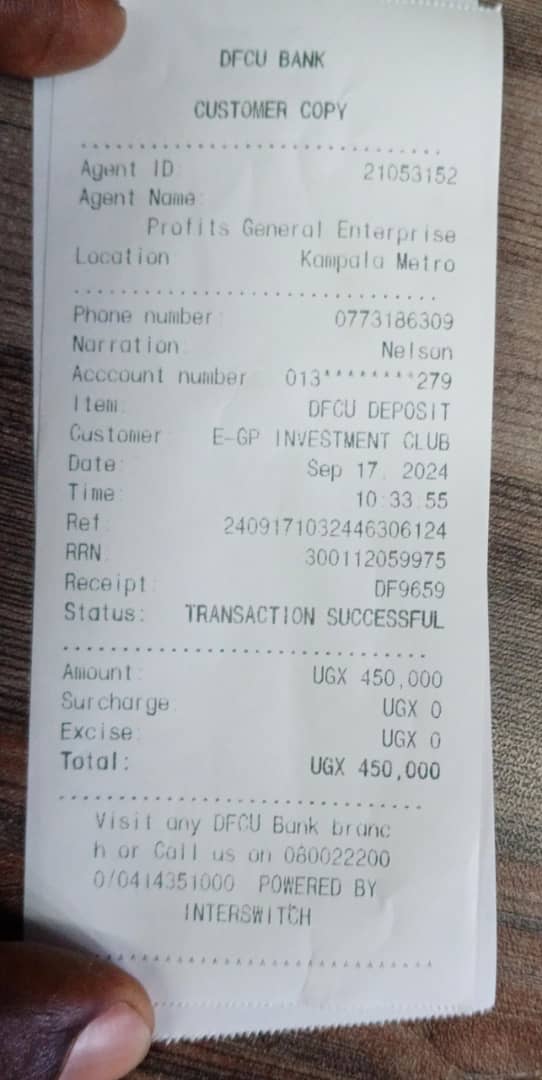 DFCU BANK
CUSTOMER COPY
Agent ID: 21053152
Agent Name:
Profits General Enterprise
Location Kampala Metro
Phone number: 0773186309
Narration: Nelson
Acccount number 013********279
Item: DFCU DEPOSIT
Customer E-GP INVESTMENT CLUB
Date: Sep 17, 2024
Time: 10:33:55
Ref: 2409171032446306124
RRN: 300112059975
Receipt: DF9659
Status: TRANSACTION SUCCESSFUL
Amount: UGX 450,000
Surcharge: UGX 0
Excise: UGX 0
Total: UGX 450,000
Visit any DFCU Bank branc
h or Call us on 080022200
0/0414351000 POWERED BY
INTERSWITCH